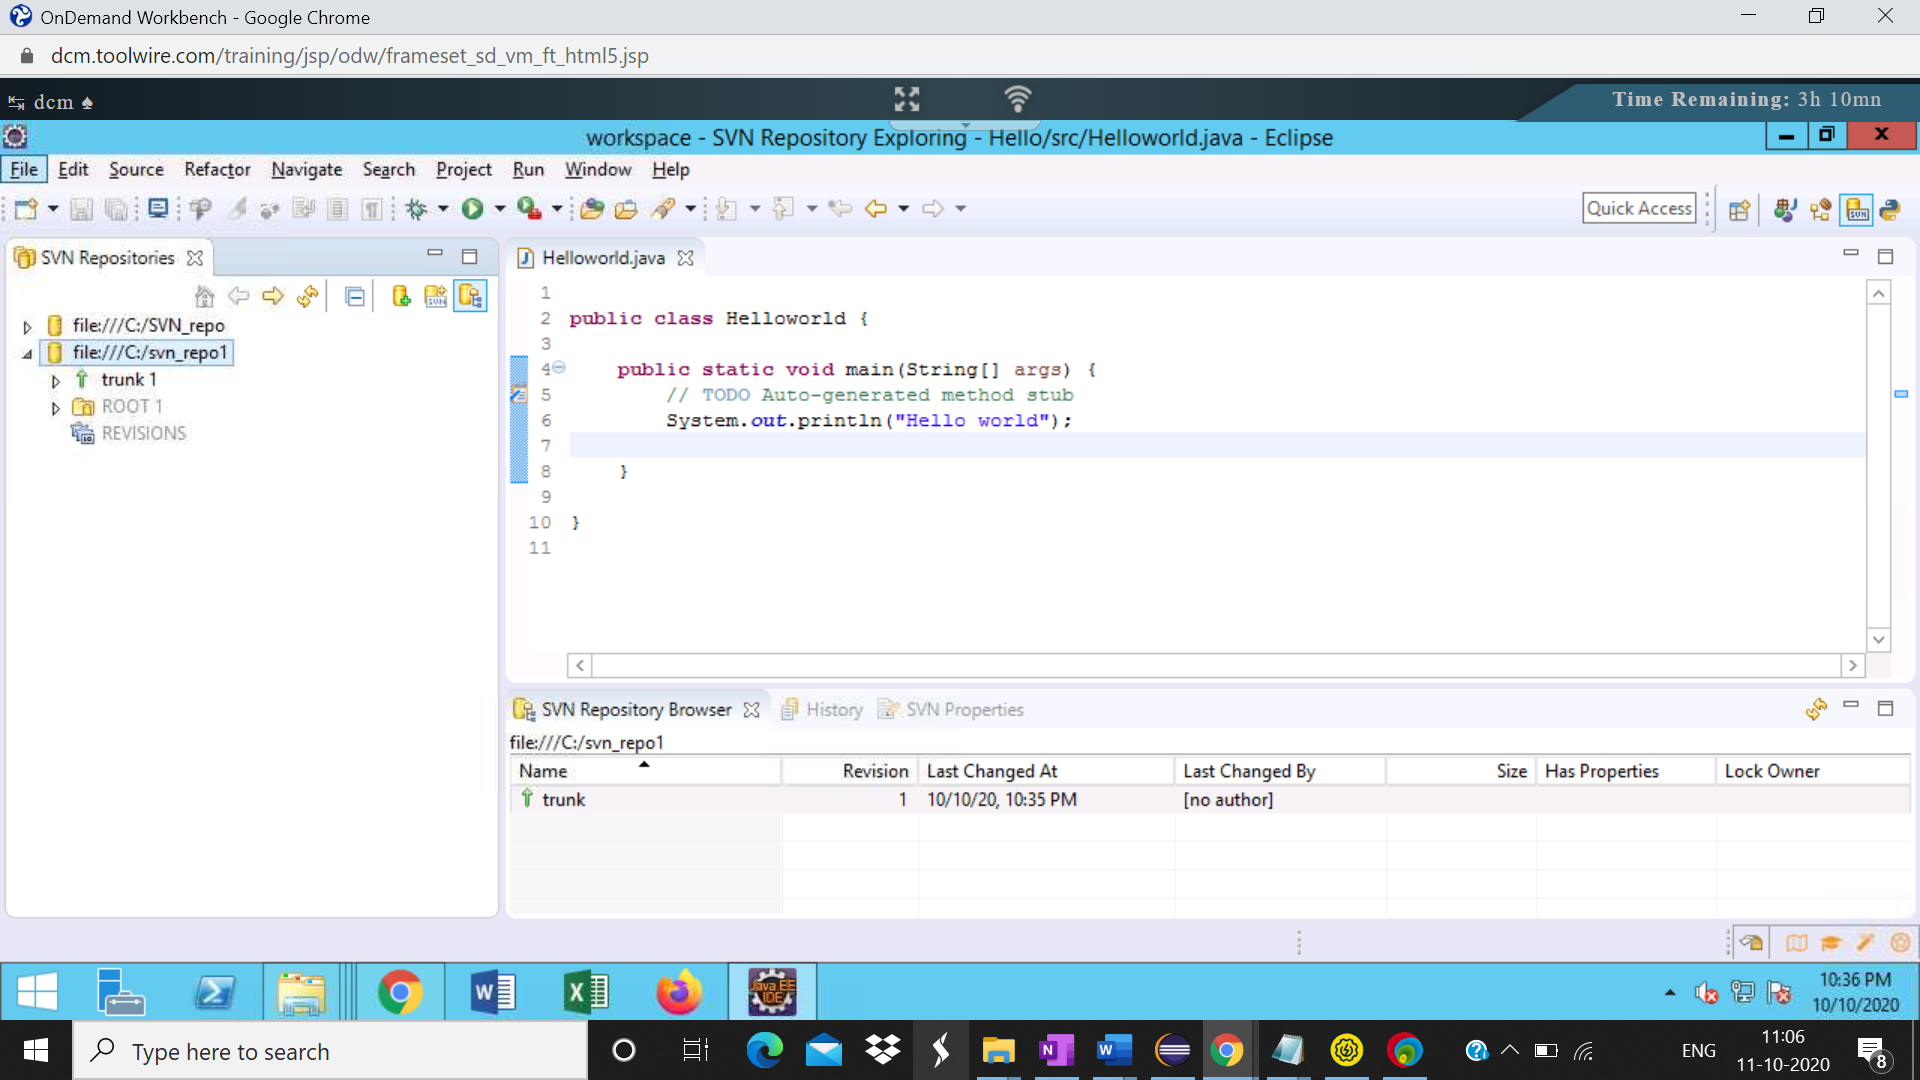 OnDemand Workbench - Google Chrome
dcm.toolwire.com/training/jsp/odw/frameset_sd_vm_ft_html5.jsp
dcm ♠
Time Remaining: 3h 10mn
workspace - SVN Repository Exploring - Hello/src/Helloworld.java - Eclipse
File Edit Source Refactor Navigate Search Project Run Window Help
Quick Access
SVN
SVN Repositories
SVN
file:///C:/SVN_repo
file:///C:/svn_repo1
trunk 1
ROOT 1
REVISIONS
Helloworld.java
1
2 public class Helloworld {
3
4 public static void main(String[] args) {
5 // TODO Auto-generated method stub
6 System.out.println("Hello world");
7
8 }
9
10 }
11
SVN Repository Browser History SVN Properties
file:///C:/svn_repo1
Name Revision Last Changed At Last Changed By Size Has Properties Lock Owner
trunk 1 10/10/20, 10:35 PM [no author]
Java EE
IDE
10:36 PM
10/10/2020
Type here to search
ENG
11:06
11-10-2020
8